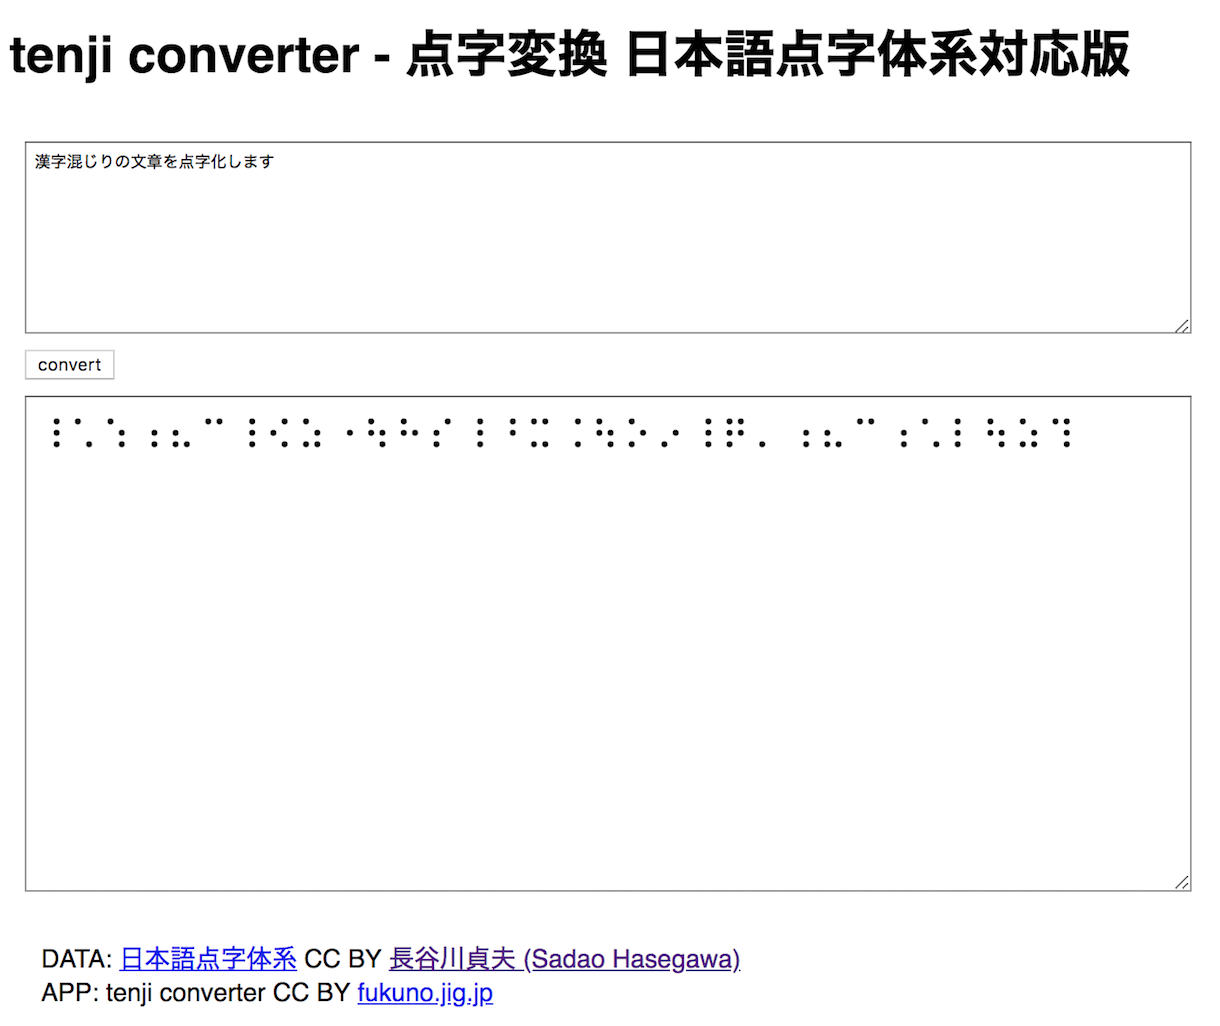 tenji converter - 点字変換 日本語点字体系対応版
漢字混じりの文章を点字化します
convert
DATA: 日本語点字体系 CC BY 長谷川貞夫 (Sadao Hasegawa)
APP: tenji converter CC BY fukuno.jig.jp